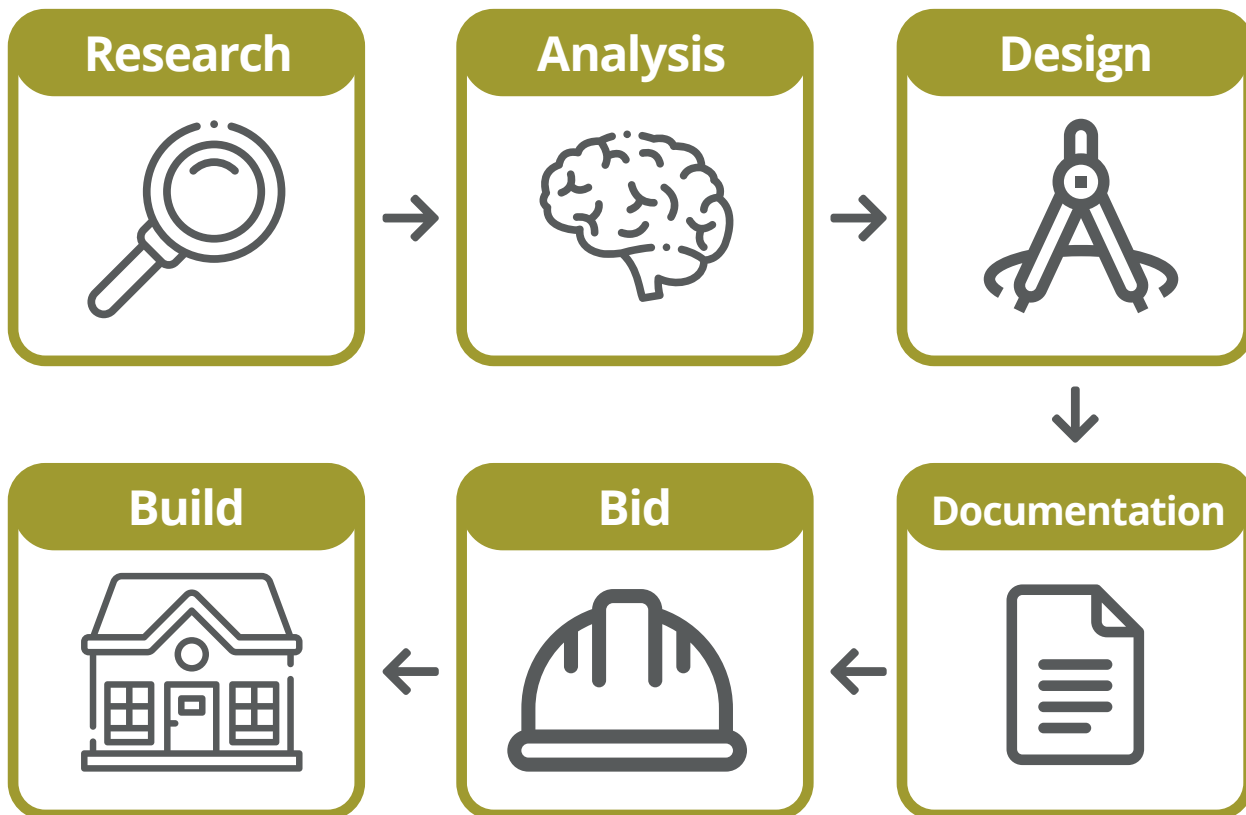 Research
Analysis
Design
Build
Bid
Documentation